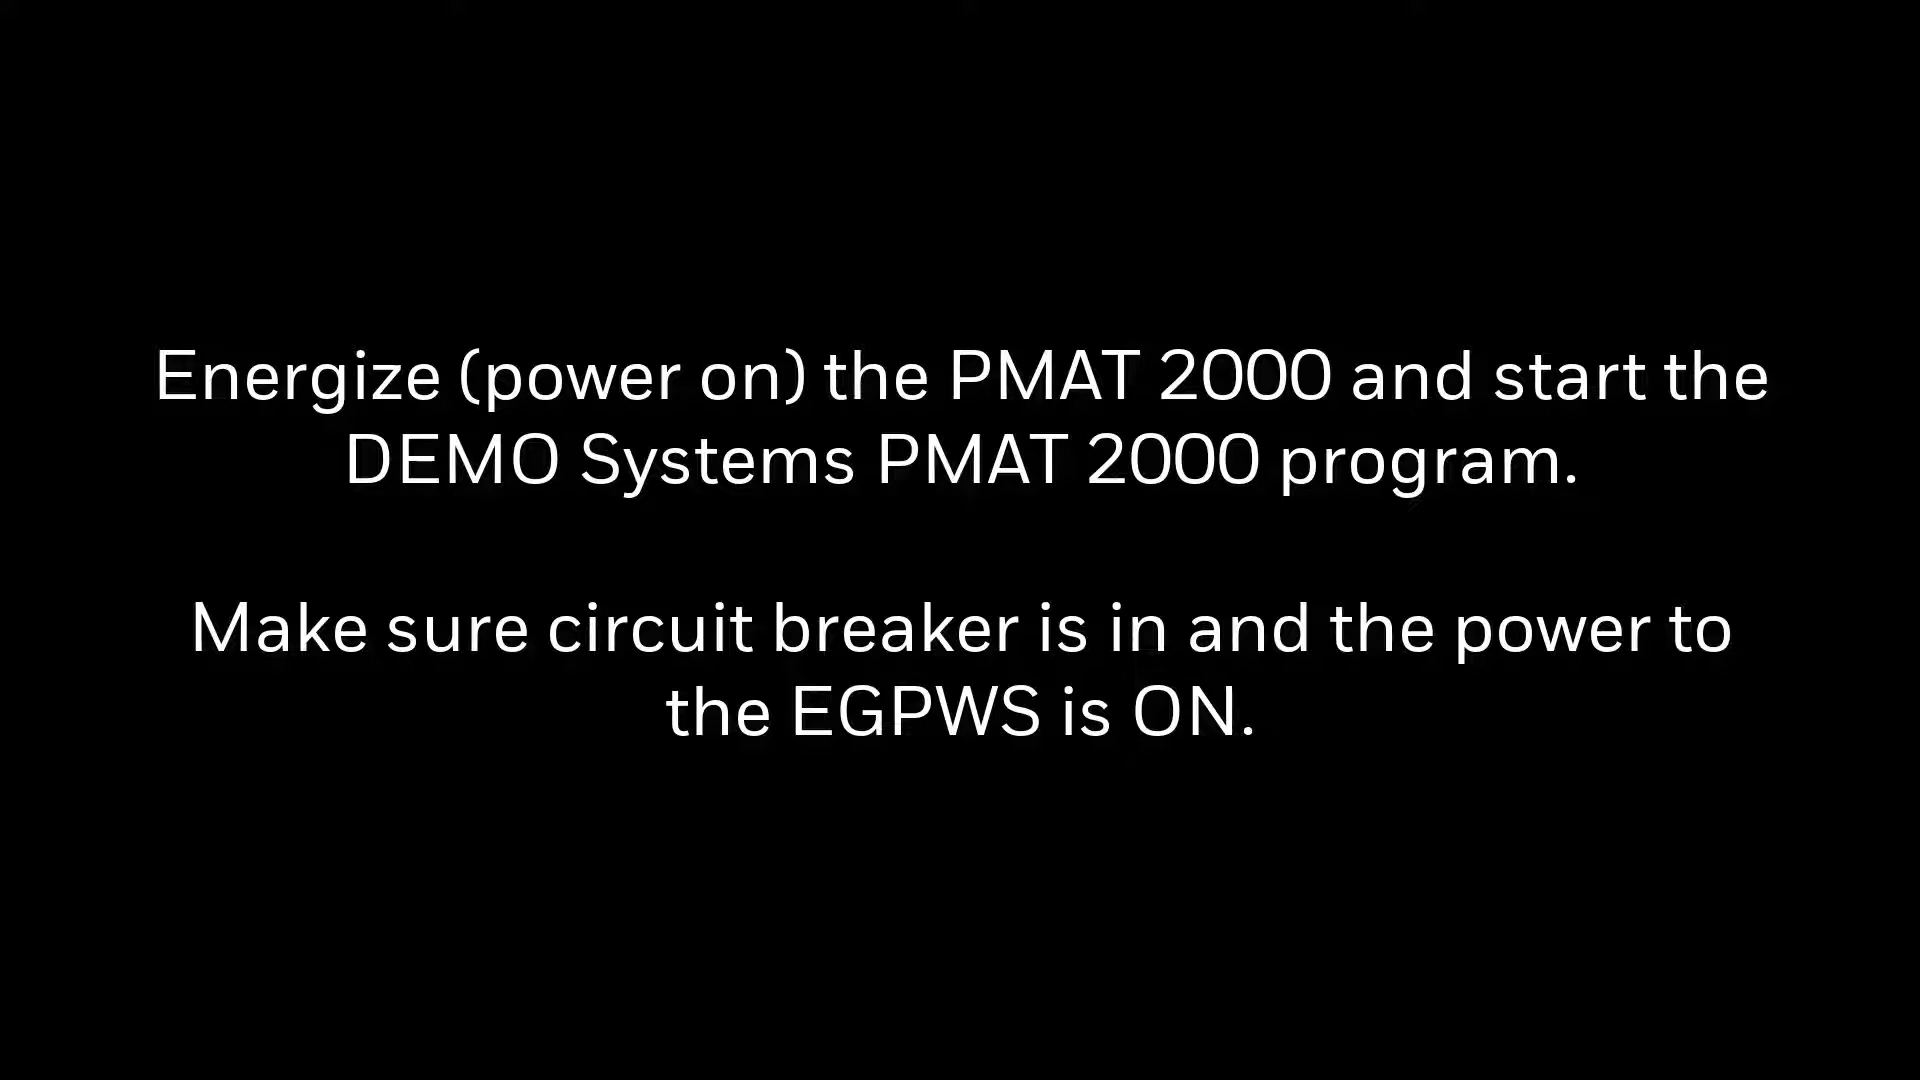 Energize (power on) the PMAT 2000 and start the
DEMO Systems PMAT 2000 program.
Make sure circuit breaker is in and the power to
the EGPWS is ON.